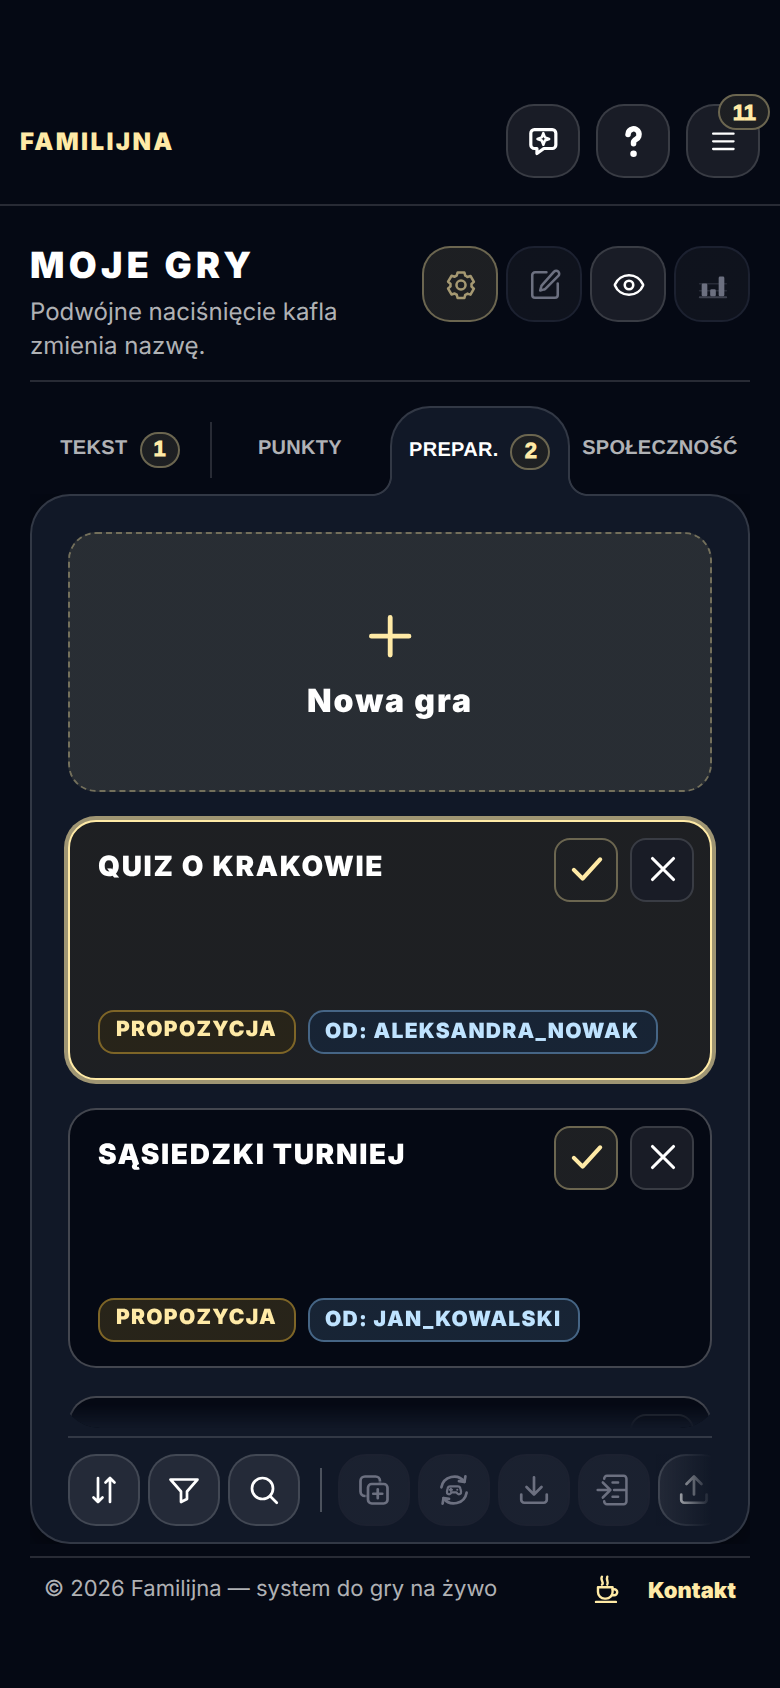 FAMILIJNA
11
MOJE GRY
Podwójne naciśnięcie kafla
zmienia nazwę.
TEKST 1 PUNKTY PREPAR. 2 SPOŁECZNOŚĆ
Nowa gra
QUIZ O KRAKOWIE
PROPOZYCJA OD: ALEKSANDRA_NOWAK
SĄSIEDZKI TURNIEJ
PROPOZYCJA OD: JAN_KOWALSKI
© 2026 Familijna — system do gry na żywo Kontakt